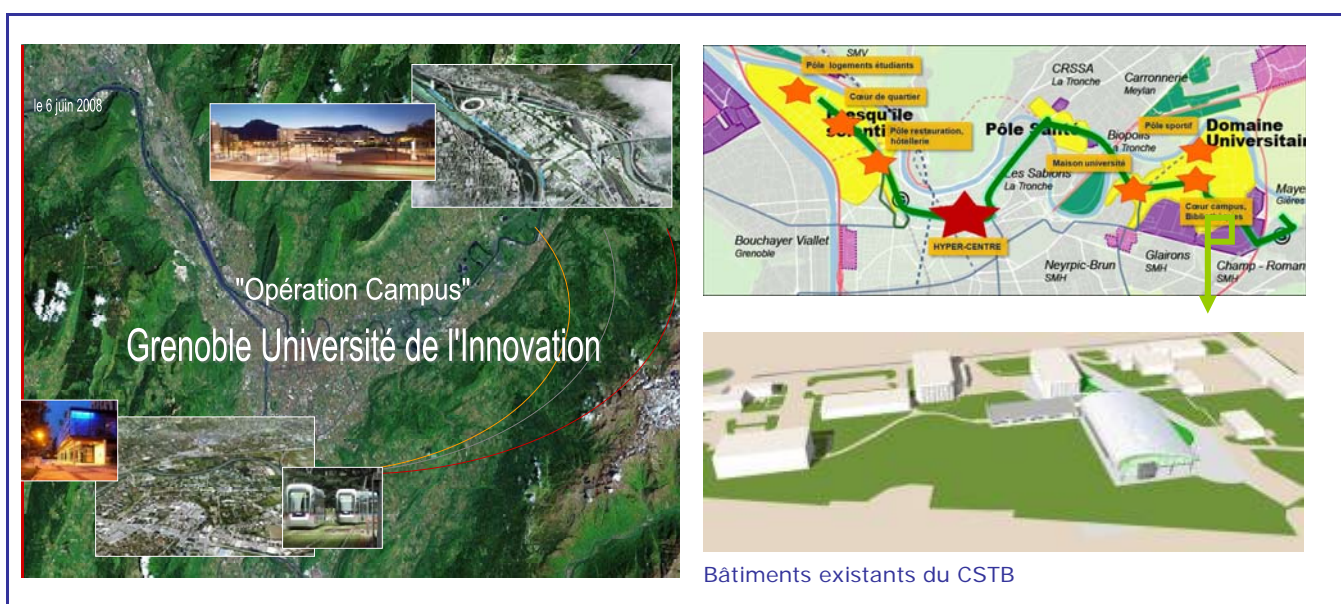 le 6 juin 2008
"Opération Campus"
Grenoble Université de l'Innovation
SMV
Pôle logements étudiants
Cœur de quartier
Pôle restauration,
hôtellerie
CRSSA
La Tronche
Carronnerie
Meylan
Pôle Santé
Biopolis
La Tronche
Pôle sportif
Domaine
Universitair
Maison université
Les Sablons
La Tronche
Cœur campus,
Bibliothèques
Maye
Gières
HYPER-CENTRE
Bouchayer Viallet
Grenoble
Neyrpic-Brun
SMH
Glairons
SMH
Champ - Roman
SMH
Bâtiments existants du CSTB